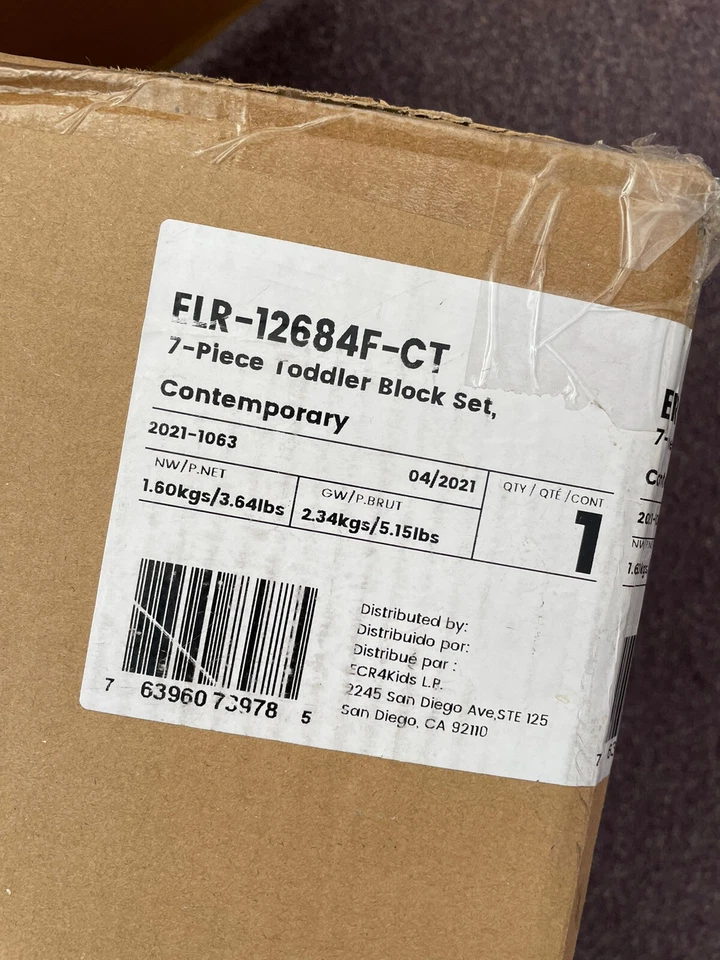 ELR-12684F-CT
7-Piece Toddler Block Set,
Contemporary
2021-1063
04/2021
NW/P.NET
1.60kgs/3.64lbs
GW/P.BRUT
2.34kgs/5.15lbs
QTY / QTÉ /CONT
1
7 63960 73978 5
Distributed by:
Distribuido por:
Distribué par :
ECR4Kids L.P.
2245 San Diego Ave,STE 125
San Diego, CA 92110